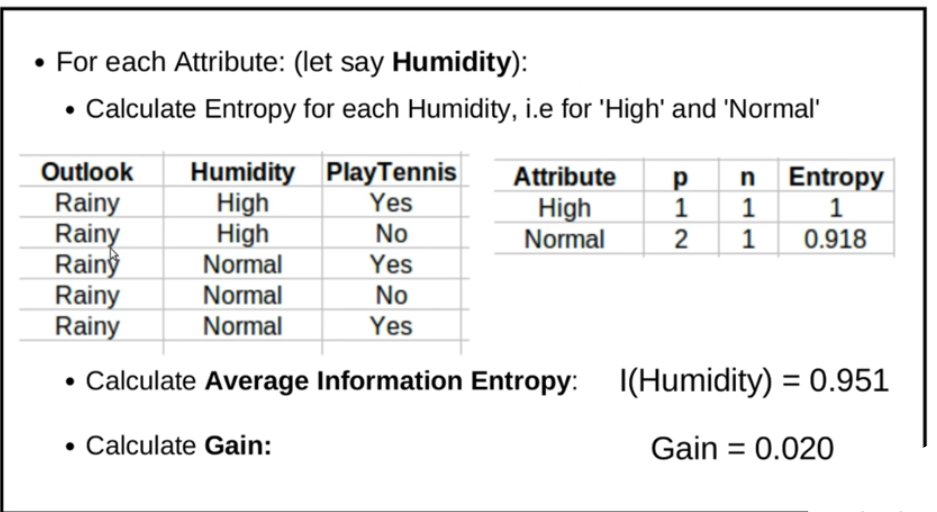 • For each Attribute: (let say Humidity):
• Calculate Entropy for each Humidity, i.e for 'High' and 'Normal'
Outlook Humidity PlayTennis
Rainy High Yes
Rainy High No
Rainy Normal Yes
Rainy Normal No
Rainy Normal Yes
Attribute p n Entropy
High 1 1 1
Normal 2 1 0.918
• Calculate Average Information Entropy: I(Humidity) = 0.951
• Calculate Gain: Gain = 0.020